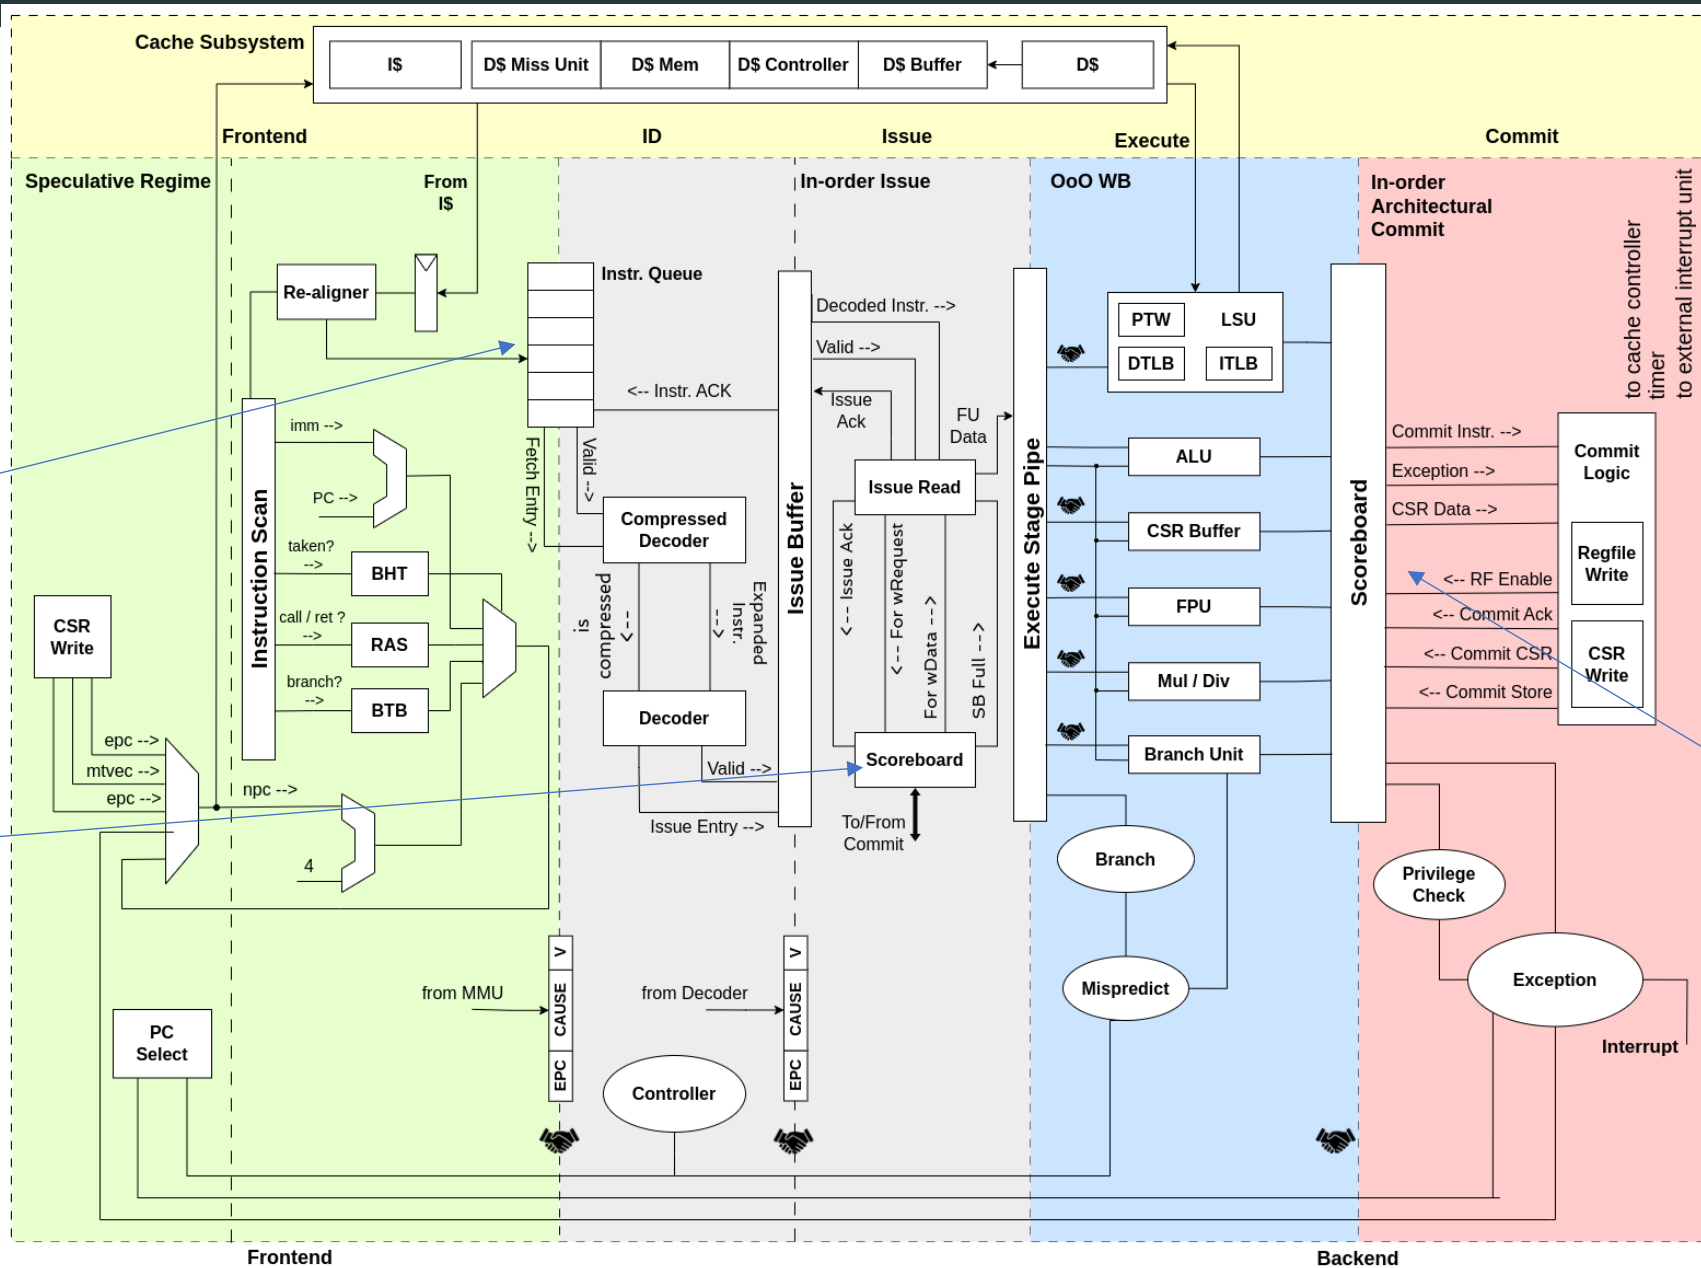 Cache Subsystem
I$
D$ Miss Unit
D$ Mem
D$ Controller
D$ Buffer
D$
Frontend
ID
Issue
Execute
Commit
Speculative Regime
From
I$
In-order Issue
OoO WB
In-order
Architectural
Commit
to cache controller
timer
to external interrupt unit
Re-aligner
Instr. Queue
Decoded Instr. -->
Valid -->
<-- Instr. ACK
Issue
Ack
FU
Data
PTW
LSU
DTLB
ITLB
imm -->
PC -->
taken?
-->
BHT
call / ret ?
-->
RAS
branch?
-->
BTB
Instruction Scan
Fetch Entry -->
Valid -->
Compressed
Decoder
is
compressed
-->
Expanded
Instr.
-->
Decoder
Valid -->
Issue Entry -->
Issue Buffer
Issue Read
<-- Issue Ack
<-- For wRequest
For wData -->
SB Full -->
Scoreboard
To/From
Commit
Execute Stage Pipe
ALU
CSR Buffer
FPU
Mul / Div
Branch Unit
Scoreboard
Commit Instr. -->
Exception -->
CSR Data -->
<-- RF Enable
<-- Commit Ack
<-- Commit CSR
<-- Commit Store
Commit
Logic
Regfile
Write
CSR
Write
CSR
Write
epc -->
mtvec -->
epc -->
npc -->
4
Branch
Mispredict
Privilege
Check
Exception
Interrupt
from MMU
V
CAUSE
EPC
from Decoder
V
CAUSE
EPC
PC
Select
Controller
Frontend
Backend